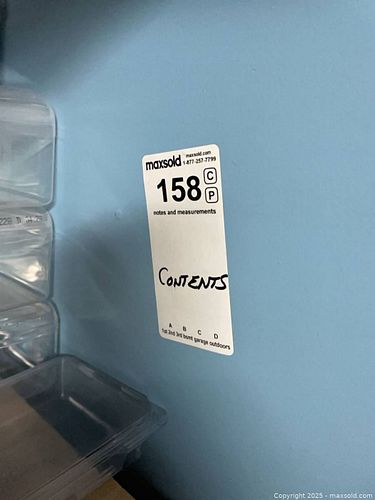 maxsold maxsold.com
1-877-257-7799
158 C
P
notes and measurements
CONTENTS
A B C D
1st 2nd 3rd bsmt garage outdoors
Copyright © 2025 - maxsold.com